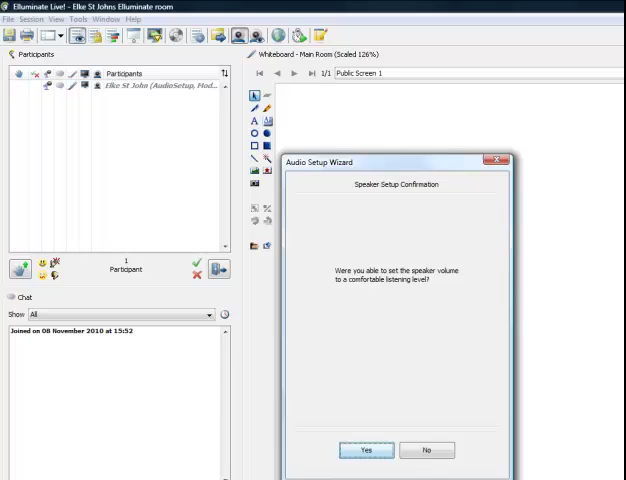 Elluminate Live! - Elke St Johns Elluminate room
File Session View Tools Window Help
Participants
Whiteboard - Main Room (Scaled 126%)
1/1 Public Screen 1
Participants
Elke St John (AudioSetup, Mod...
A A
Audio Setup Wizard
Speaker Setup Confirmation
1
Participant
Were you able to set the speaker volume
to a comfortable listening level?
Chat
Show All
Joined on 08 November 2010 at 15:52
Yes No